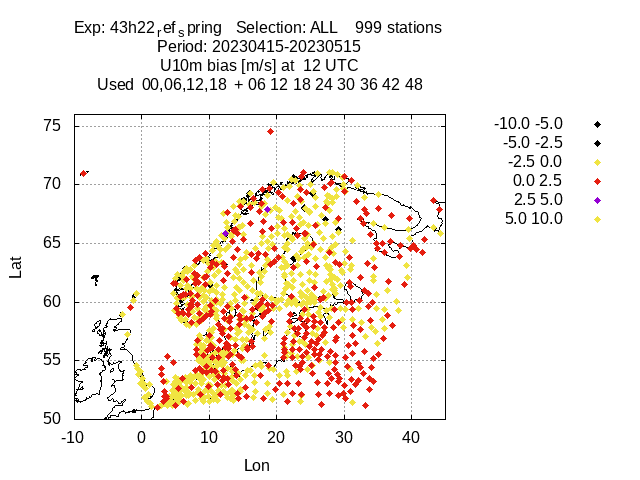 Exp: 43h22refspring Selection: ALL 999 stations
Period: 20230415-20230515
U10m bias [m/s] at 12 UTC
Used 00,06,12,18 + 06 12 18 24 30 36 42 48
75
70
65
60
55
50
-10 0 10 20 30 40
Lat
Lon
-10.0 -5.0
-5.0 -2.5
-2.5 0.0
0.0 2.5
2.5 5.0
5.0 10.0